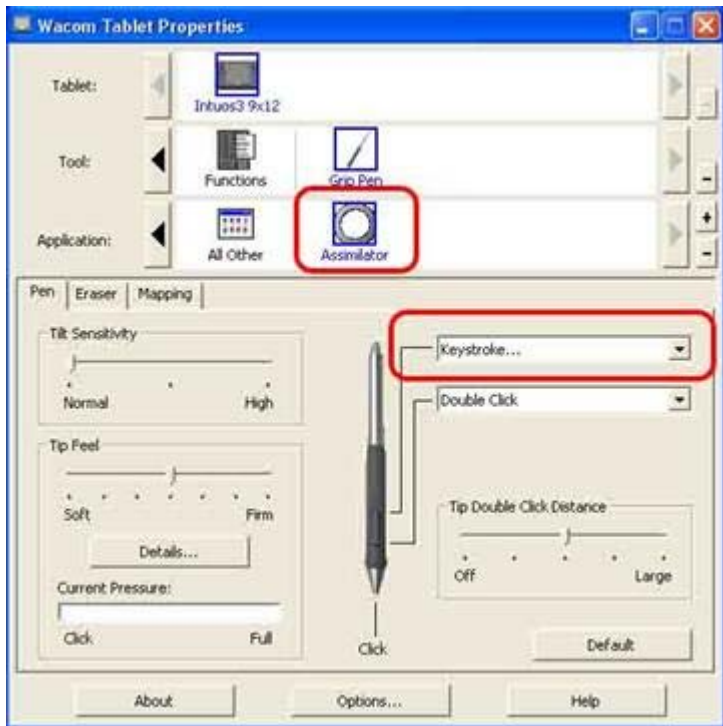 Wacom Tablet Properties
Tablet:
Intuos3 9x12
Tool:
Functions
Grip Pen
Application:
All Other
Assimilator
Pen
Eraser
Mapping
Tilt Sensitivity
Normal
High
Keystroke...
Double Click
Tip Feel
Soft
Firm
Details...
Current Pressure:
Click
Full
Click
Tip Double Click Distance
Off
Large
Default
About
Options...
Help